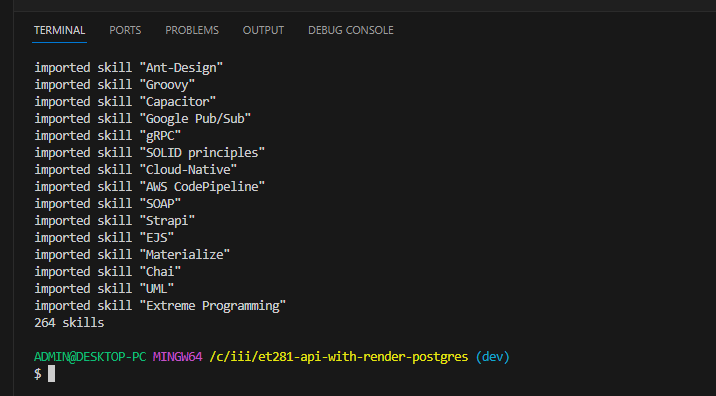 TERMINAL PORTS PROBLEMS OUTPUT DEBUG CONSOLE
imported skill "Ant-Design"
imported skill "Groovy"
imported skill "Capacitor"
imported skill "Google Pub/Sub"
imported skill "gRPC"
imported skill "SOLID principles"
imported skill "Cloud-Native"
imported skill "AWS CodePipeline"
imported skill "SOAP"
imported skill "Strapi"
imported skill "EJS"
imported skill "Materialize"
imported skill "Chai"
imported skill "UML"
imported skill "Extreme Programming"
264 skills
ADMIN@DESKTOP-PC MINGW64 /c/iii/et281-api-with-render-postgres (dev)
$